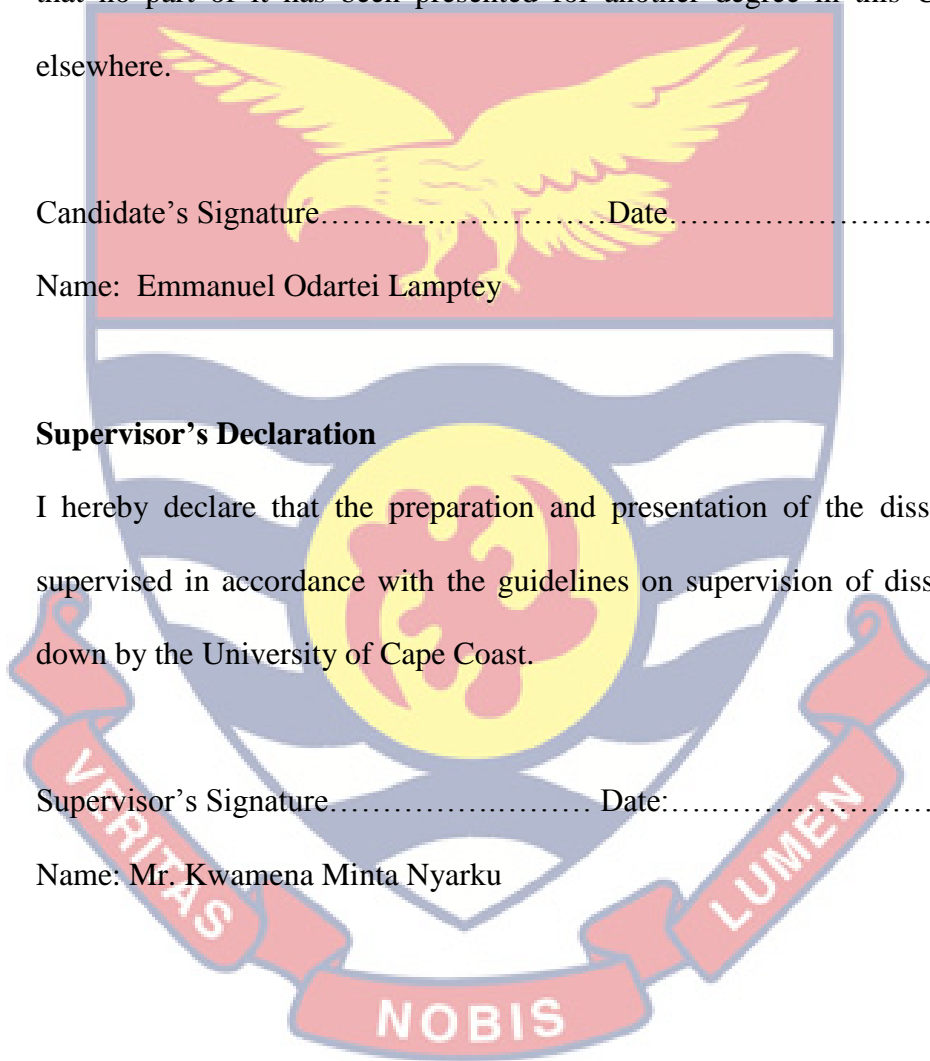 that no part of it has been presented for another degree in this
elsewhere.
Candidate's Signature……………………….Date…………………….
Name: Emmanuel Odartei Lamptey
Supervisor's Declaration
I hereby declare that the preparation and presentation of the
supervised in accordance with the guidelines on supervision of
down by the University of Cape Coast.
Supervisor's Signature……………..……… Date:….………………….
Name: Mr. Kwamena Minta Nyarku
VERITAS
NOBIS
LUMEN